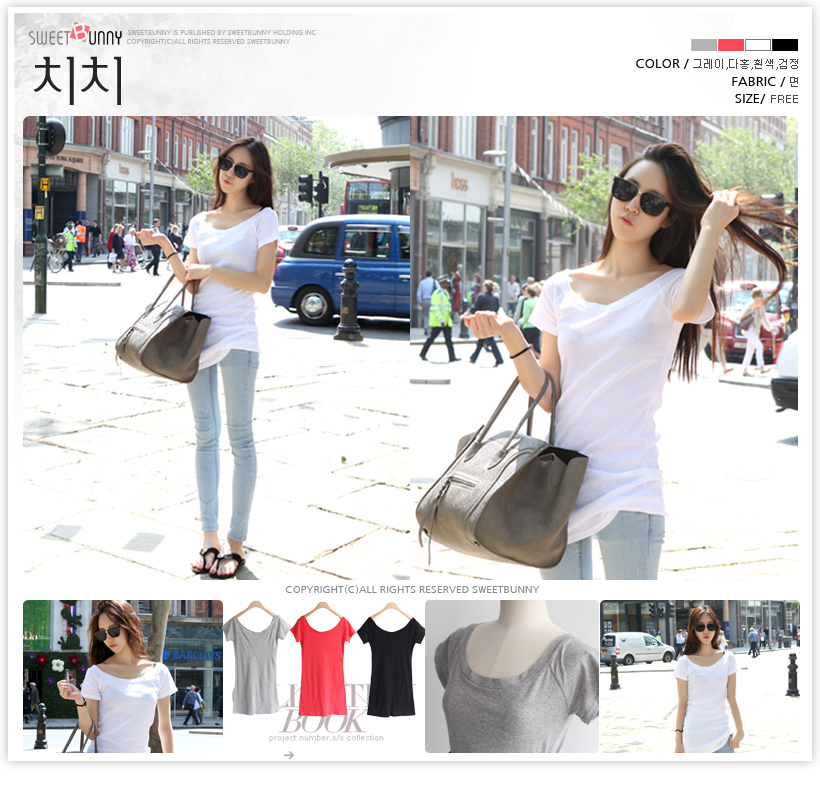 SWEETBUNNY
SWEETBUNNY IS PUBLISHED BY SWEETBUNNY HOLDING INC
COPYRIGHT(C)ALL RIGHTS RESERVED SWEETBUNNY
치치
COLOR / 그레이,다홍,흰색,검정
FABRIC / 면
SIZE/ FREE
hoss
COPYRIGHT(C)ALL RIGHTS RESERVED SWEETBUNNY
BARCLAYS
BOOK
project number.s/s collection